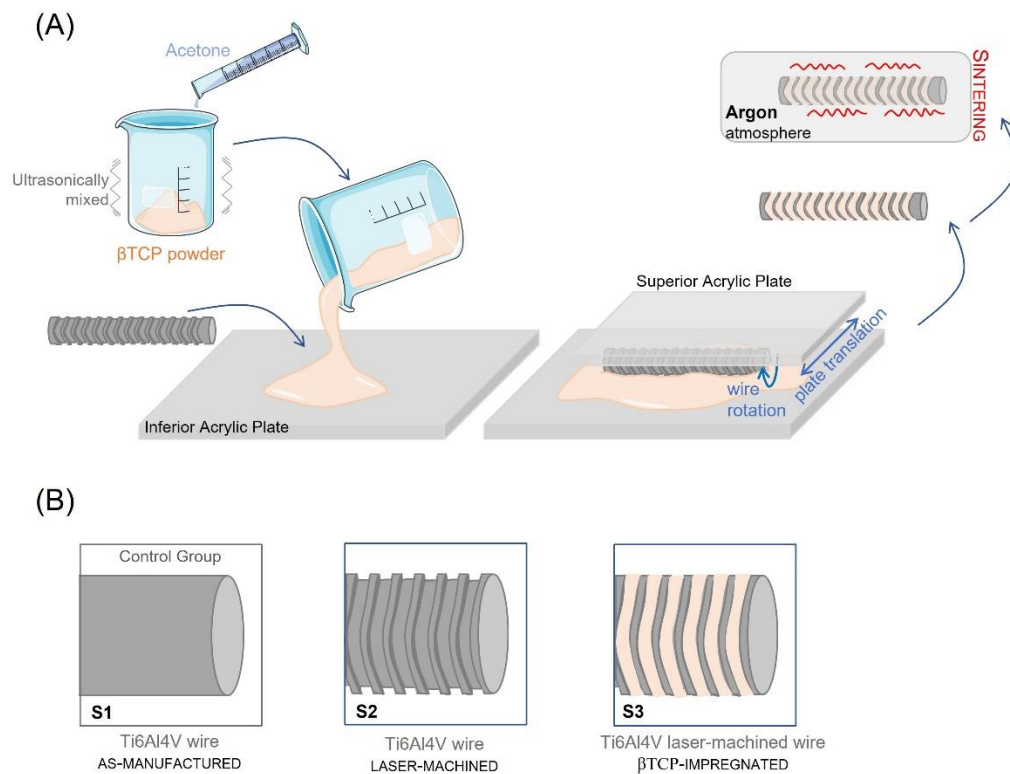 (A)
Acetone
Ultrasonically
mixed
βTCP powder
Inferior Acrylic Plate
Superior Acrylic Plate
wire
rotation
plate translation
Argon
atmosphere
SINTERING
(B)
Control Group
S1
Ti6Al4V wire
AS-MANUFACTURED
S2
Ti6Al4V wire
LASER-MACHINED
S3
Ti6Al4V laser-machined wire
βTCP-IMPREGNATED